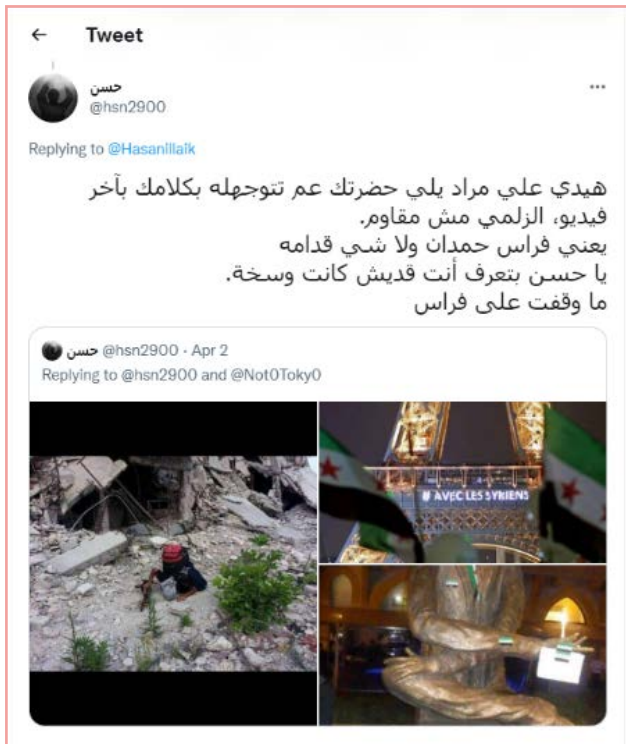 Tweet
حسن
@hsn2900
Replying to @Hasanillaik
هيدي علي مراد يلي حضرتك عم تتوجهله بكلامك بآخر
فيديو، الزلمي مش مقاوم.
يعني فراس حمدان ولا شي قدامه
يا حسن بتعرف أنت قديش كانت وسخة.
ما وقفت على فراس
حسن @hsn2900 · Apr 2
Replying to @hsn2900 and @Not0Toky0
# AVEC LES SYRIENS